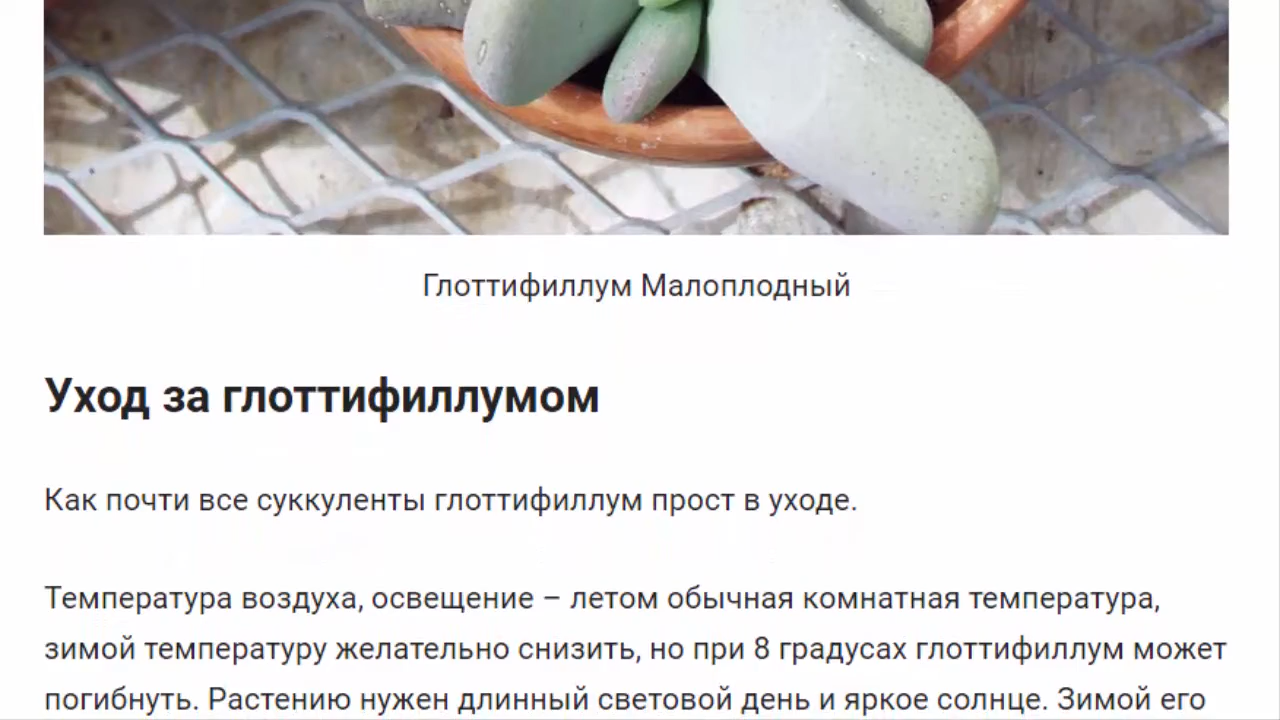 Глоттифиллум Малоплодный
Уход за глоттифиллумом
Как почти все суккуленты глоттифиллум прост в уходе.
Температура воздуха, освещение – летом обычная комнатная температура,
зимой температуру желательно снизить, но при 8 градусах глоттифиллум может
погибнуть. Растению нужен длинный световой день и яркое солнце. Зимой его